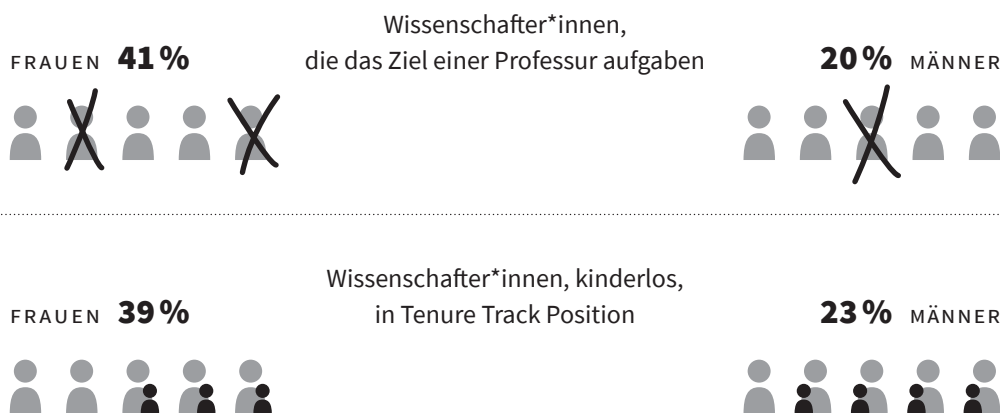 Wissenschafter*innen,
die das Ziel einer Professur aufgaben
FRAUEN 41 %
20 % MÄNNER
Wissenschafter*innen, kinderlos,
in Tenure Track Position
FRAUEN 39 %
23 % MÄNNER